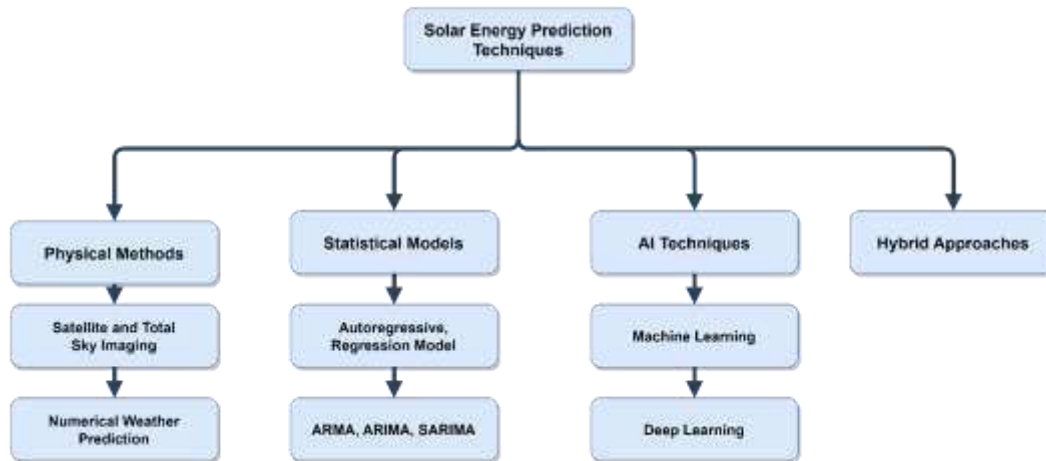 Solar Energy Prediction
Techniques
Physical Methods
Statistical Models
AI Techniques
Hybrid Approaches
Satellite and Total
Sky Imaging
Autoregressive,
Regression Model
Machine Learning
Numerical Weather
Prediction
ARMA, ARIMA, SARIMA
Deep Learning